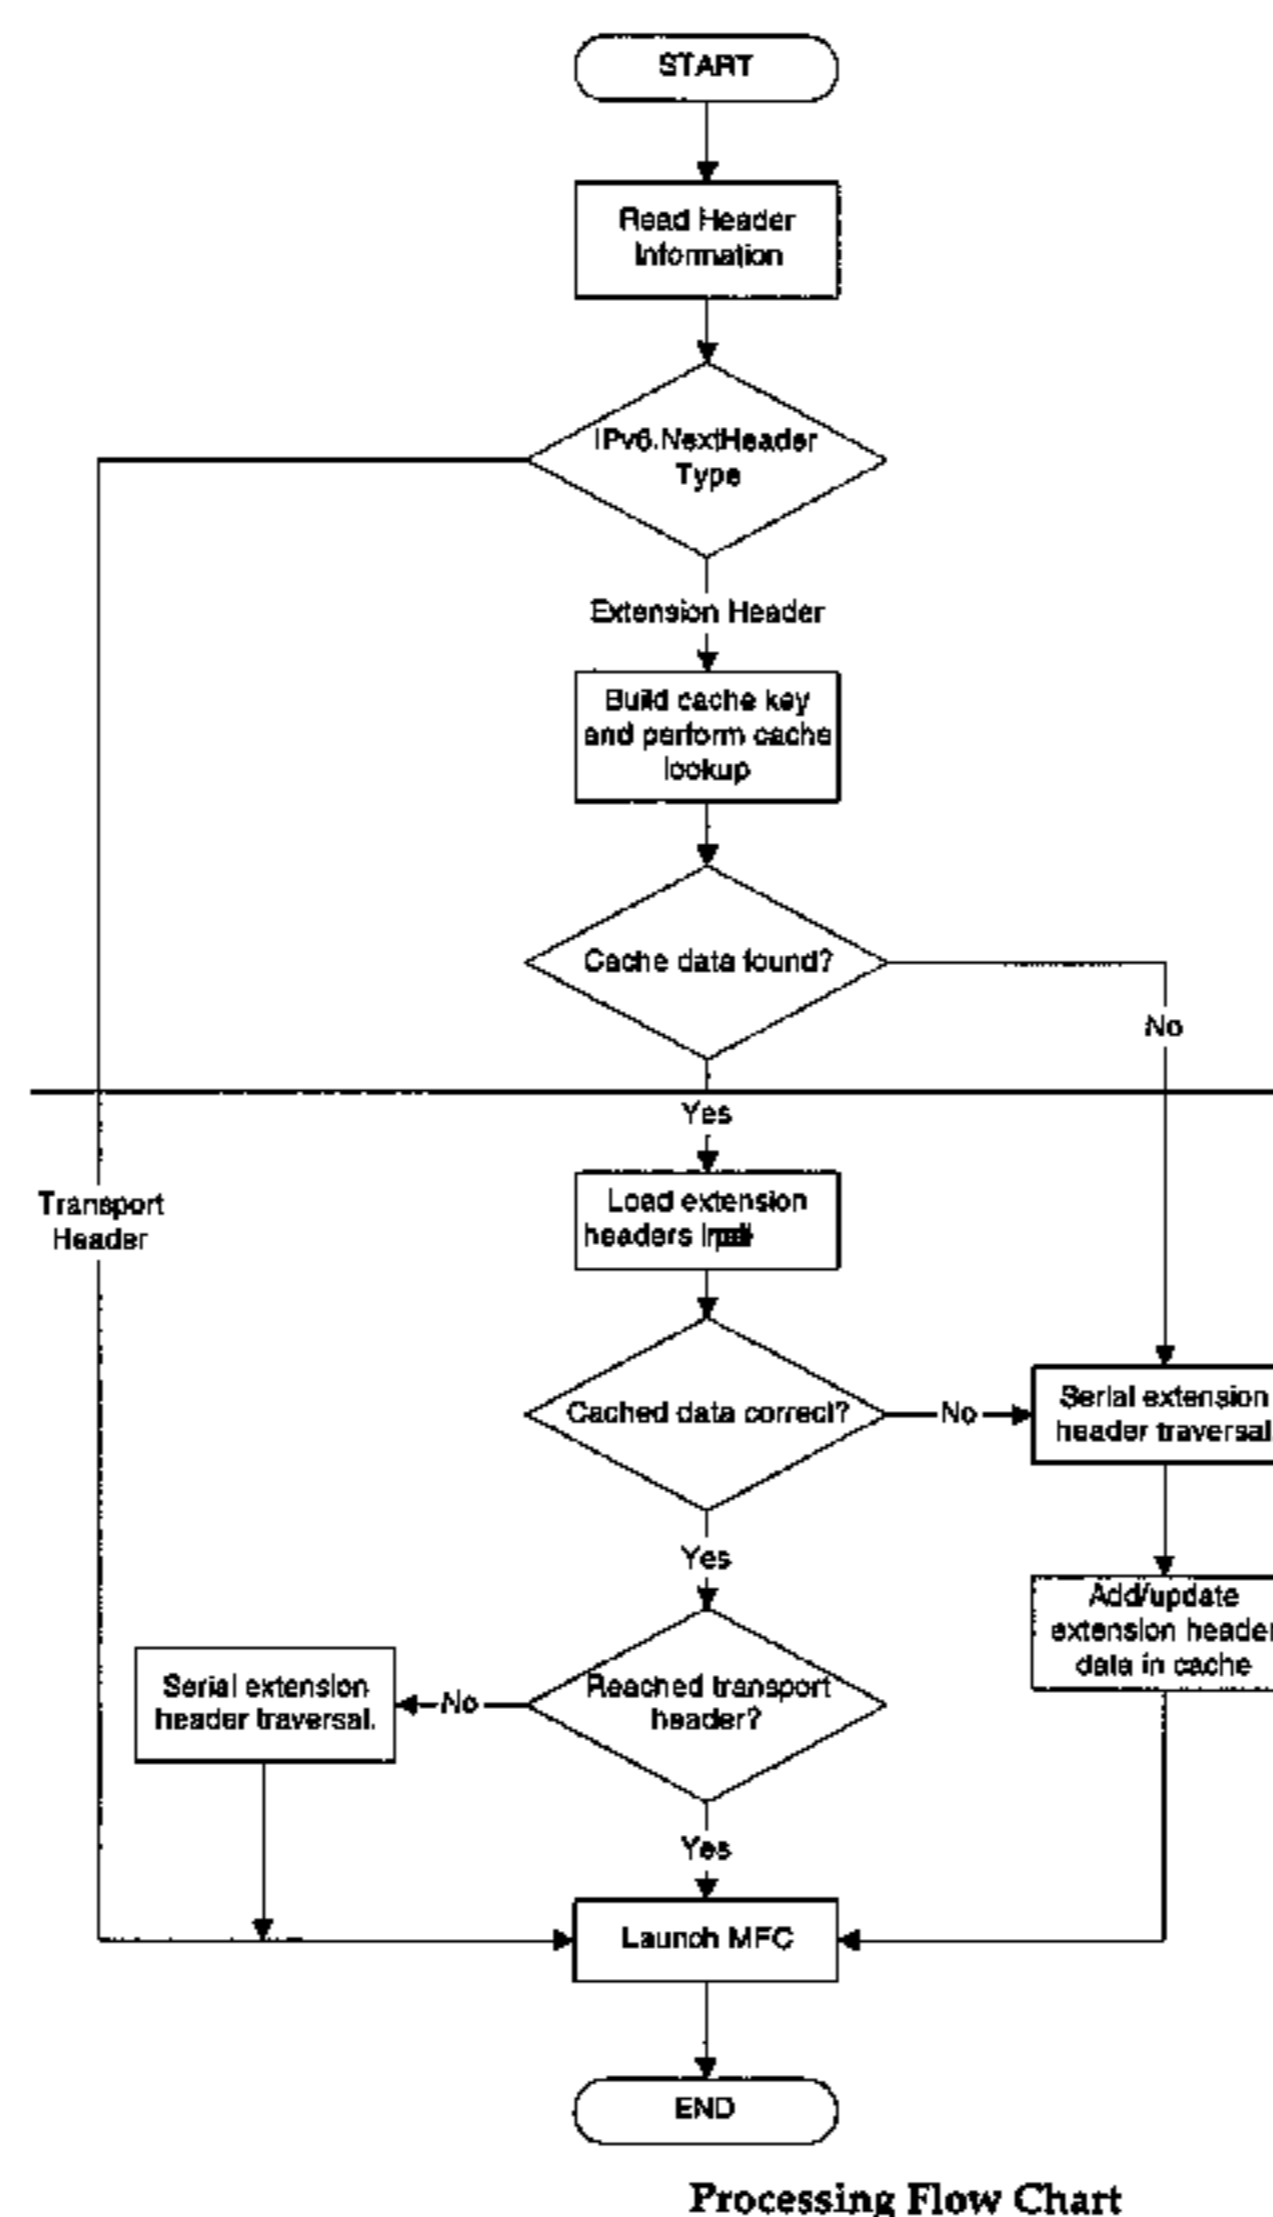 START
Read Header
Information
IPv6.NextHeader
Type
Extension Header
Build cache key
and perform cache
lookup
Cache data found?
No
Yes
Transport
Header
Load extension
headers
Cached data correct?
No
Serial extension
header traversal
Yes
Add/update
extension header
data in cache
Serial extension
header traversal.
No
Reached transport
header?
Yes
Launch MFC
END
Processing Flow Chart